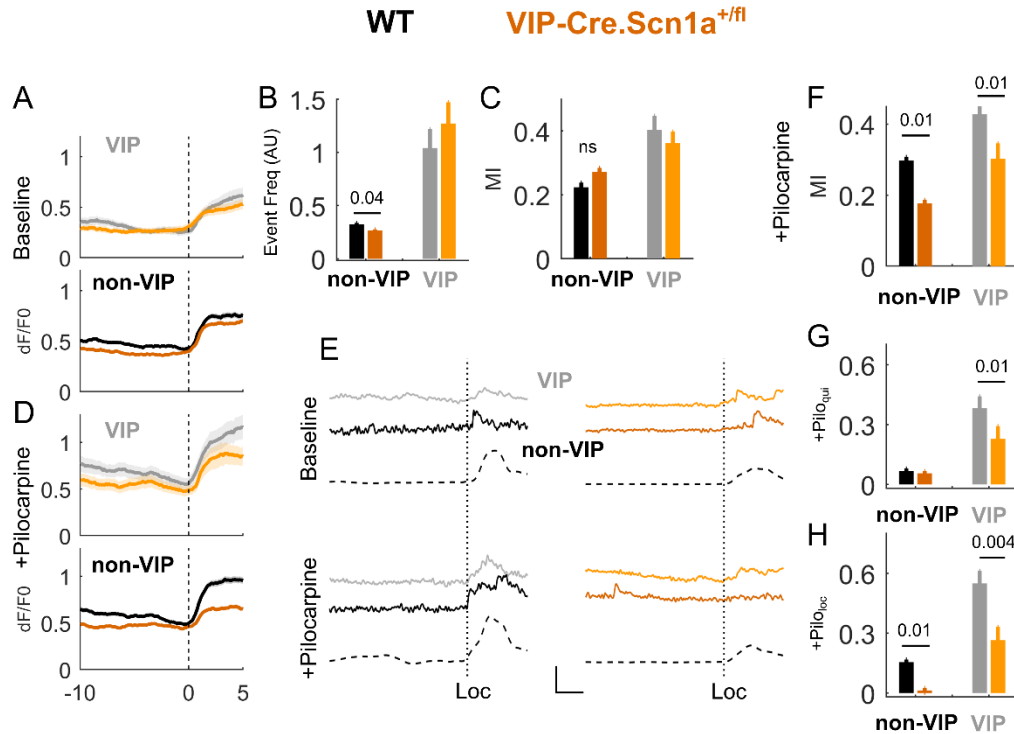 WT VIP-Cre.Scn1a+/fl
A
Baseline
VIP
1
0.5
0
non-VIP
dF/F0
1
0.5
0
B
Event Freq (AU)
1.5
1
0.5
0
0.04
non-VIP VIP
C
MI
0.4
0.2
0
ns
non-VIP VIP
D
+Pilocarpine
VIP
1
0.5
0
non-VIP
dF/F0
1
0.5
0
-10 0 5
E
VIP
Baseline
non-VIP
+Pilocarpine
Loc Loc
F
+Pilocarpine
MI
0.4
0.2
0
0.01
0.01
non-VIP VIP
G
+Piloqui
0.6
0.3
0
0.01
non-VIP VIP
H
+Piloloc
0.6
0.3
0
0.01
0.004
non-VIP VIP